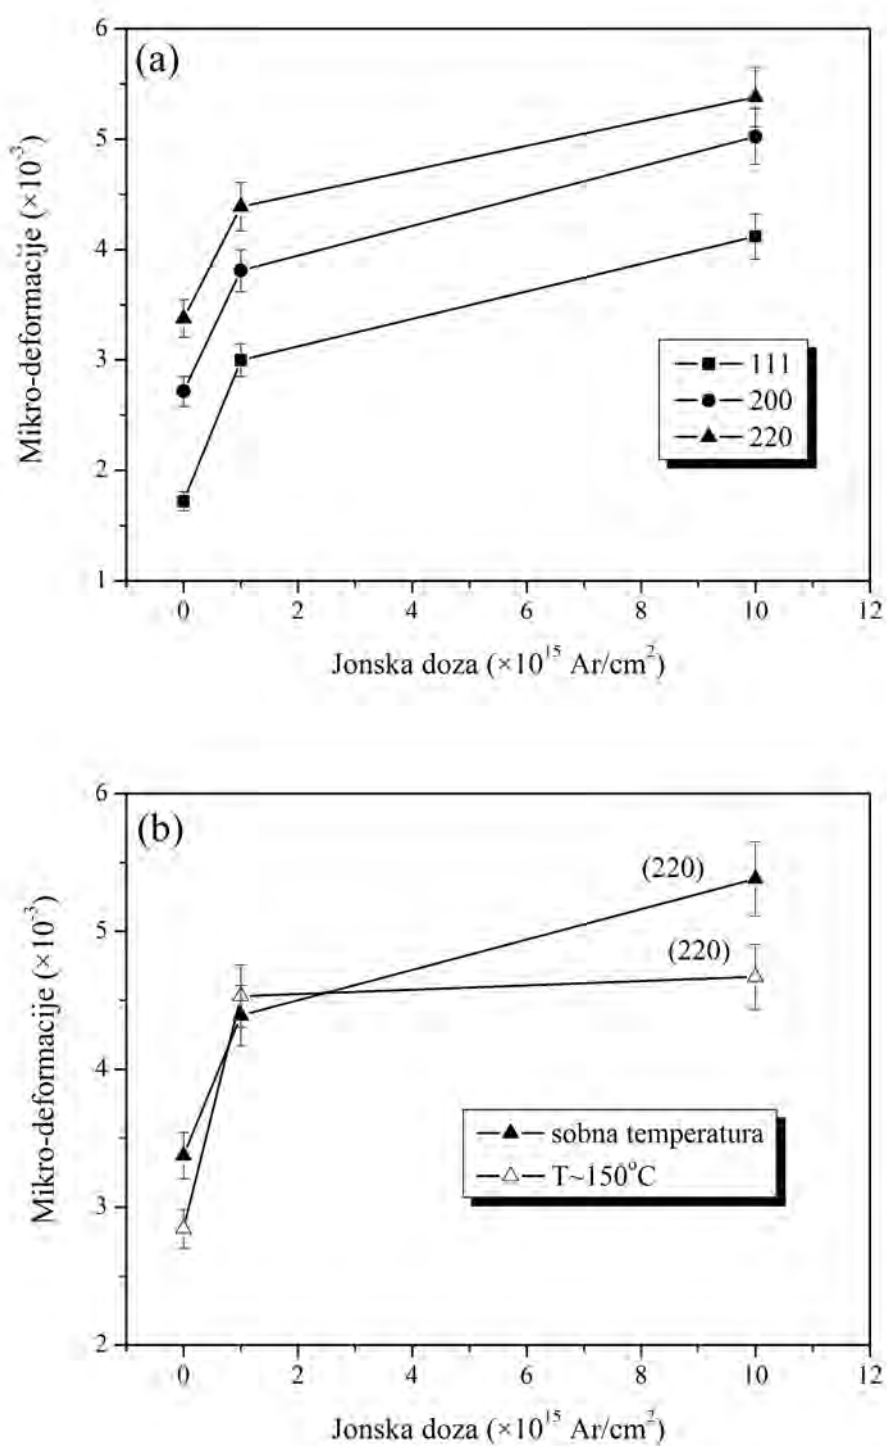 (a)
Mikro-deformacije (×10⁻³)
6
5
4
3
2
1
111
200
220
0 2 4 6 8 10 12
Jonska doza (×10¹⁵ Ar/cm²)
(b)
Mikro-deformacije (×10⁻³)
6
5
4
3
2
(220)
(220)
sobna temperatura
T~150°C
0 2 4 6 8 10 12
Jonska doza (×10¹⁵ Ar/cm²)